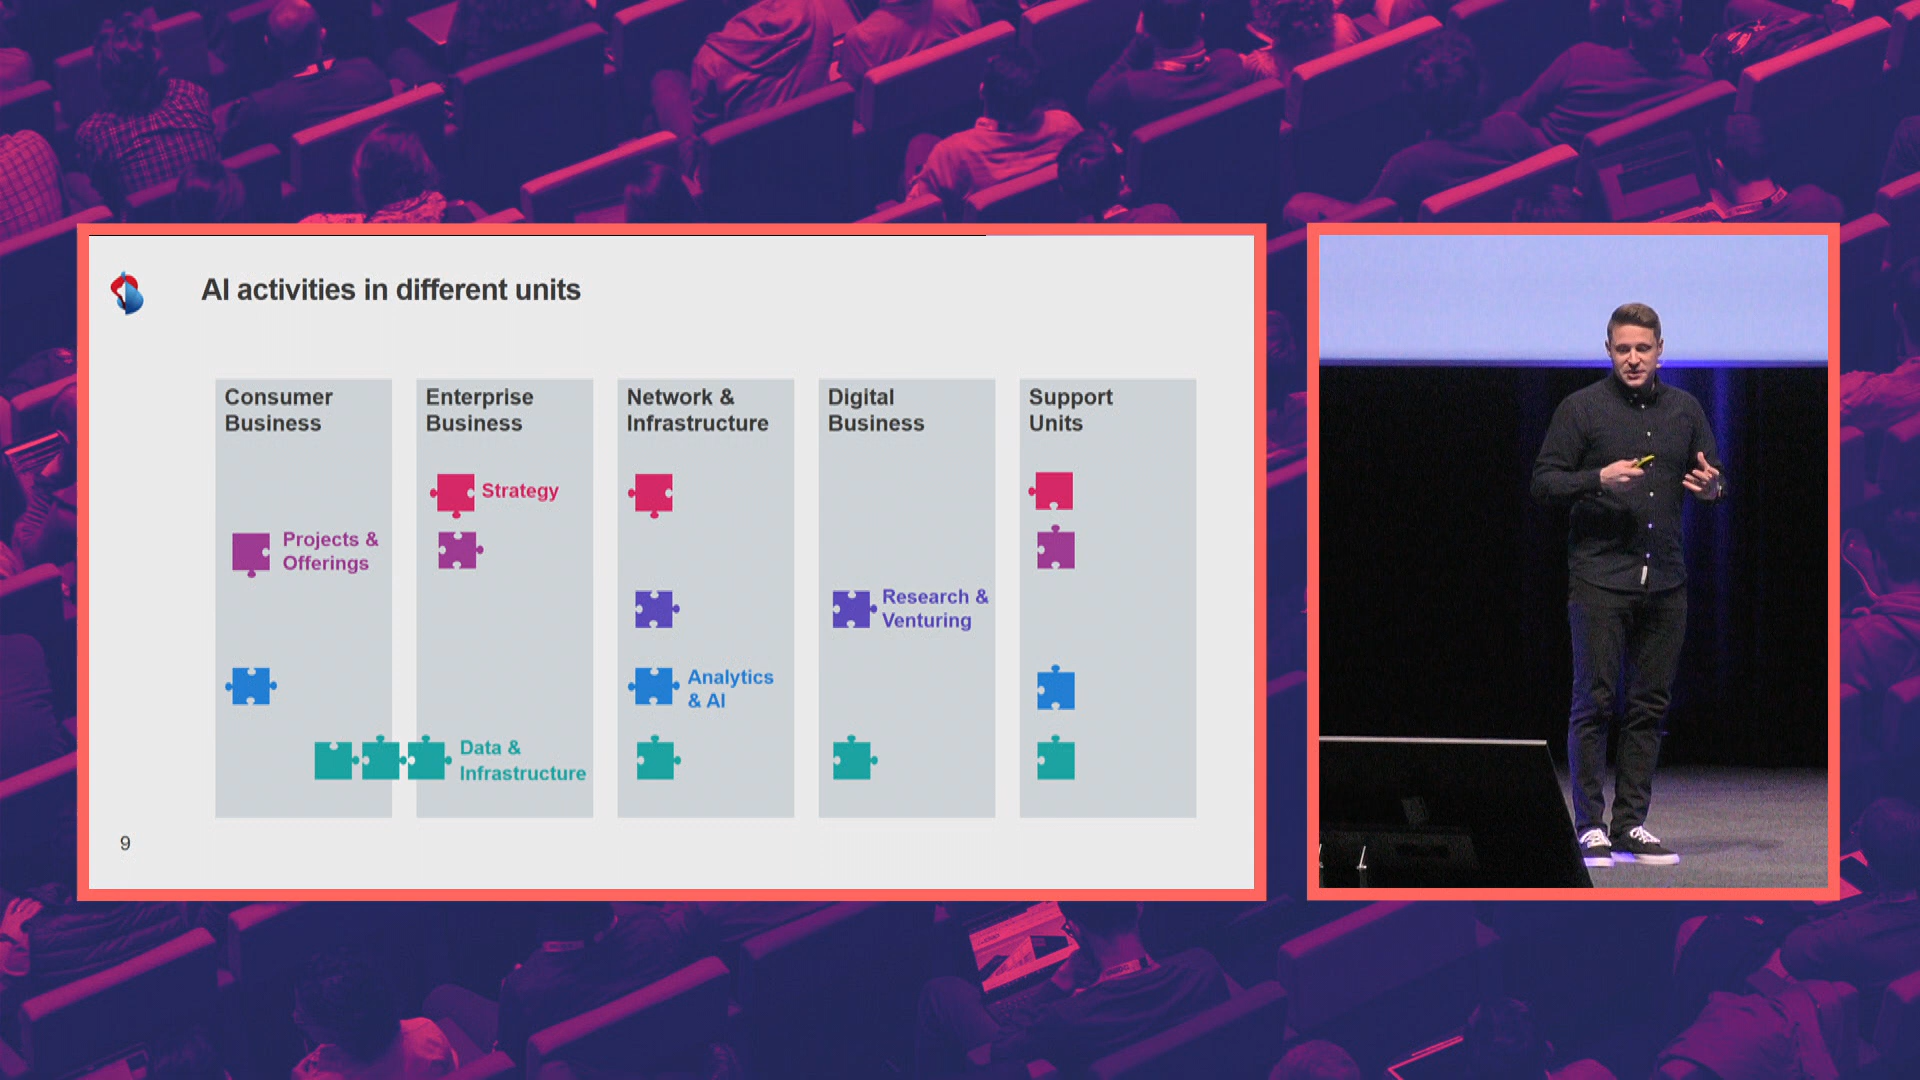 AI activities in different units
Consumer
Business
Enterprise
Business
Network &
Infrastructure
Digital
Business
Support
Units
Strategy
Projects &
Offerings
Research &
Venturing
Analytics
& AI
Data &
Infrastructure
9